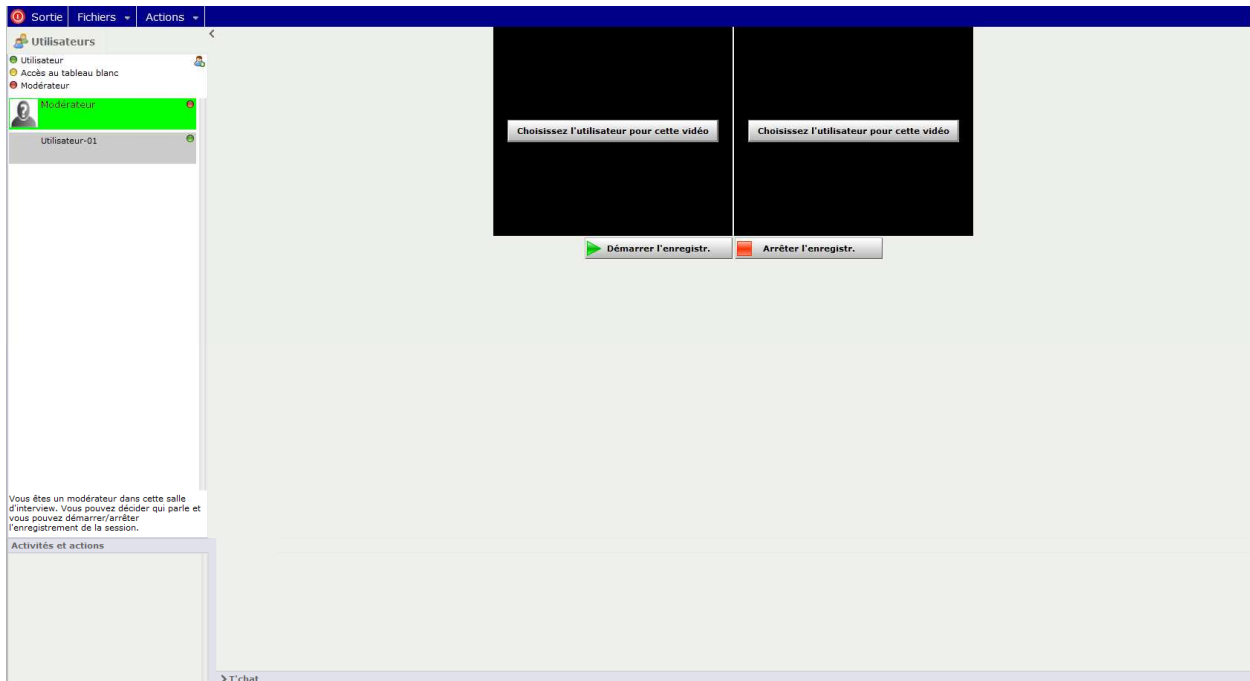 Sortie Fichiers Actions
Utilisateurs
Utilisateur
Accès au tableau blanc
Modérateur
Modérateur
Utilisateur-01
Choisissez l'utilisateur pour cette vidéo
Choisissez l'utilisateur pour cette vidéo
Démarrer l'enregistr.
Arrêter l'enregistr.
Vous êtes un modérateur dans cette salle
d'interview. Vous pouvez décider qui parle et
vous pouvez démarrer/arrêter
l'enregistrement de la session.
Activités et actions
T'chat